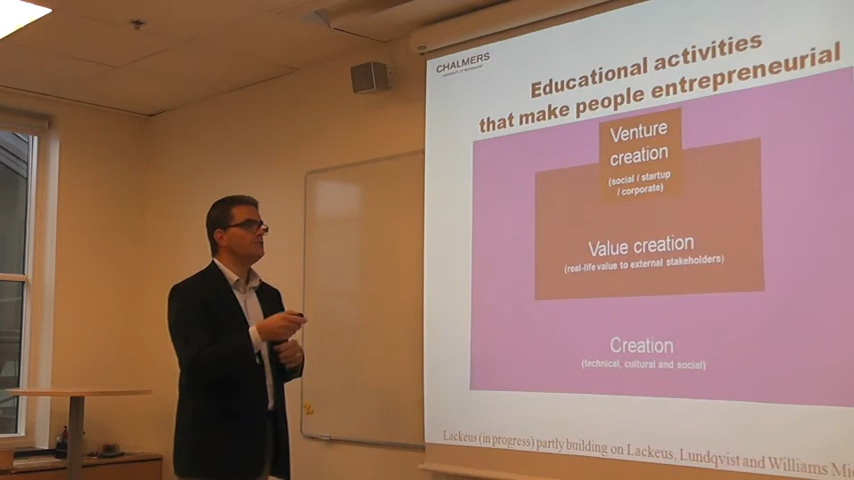 CHALMERS
Educational activities
that make people entrepreneurial
Venture
creation
(social / startup
/ corporate)
Value creation
(real-life value to external stakeholders)
Creation
(technical, cultural and social)
Lackeus (in progress) partly building on Lackeus, Lundqvist and Williams Mi